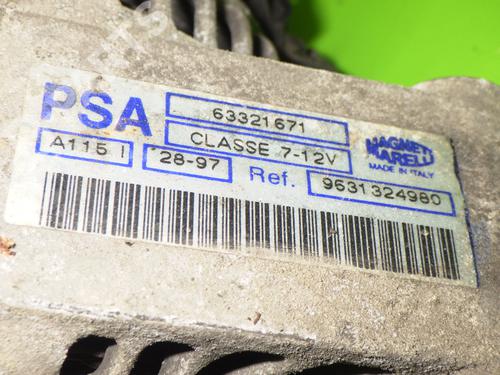 PSA
63321671
A115 I
28-97
CLASSE 7-12V
MAGNETI
MARELLI
MADE IN ITALY
Ref.
9631324980